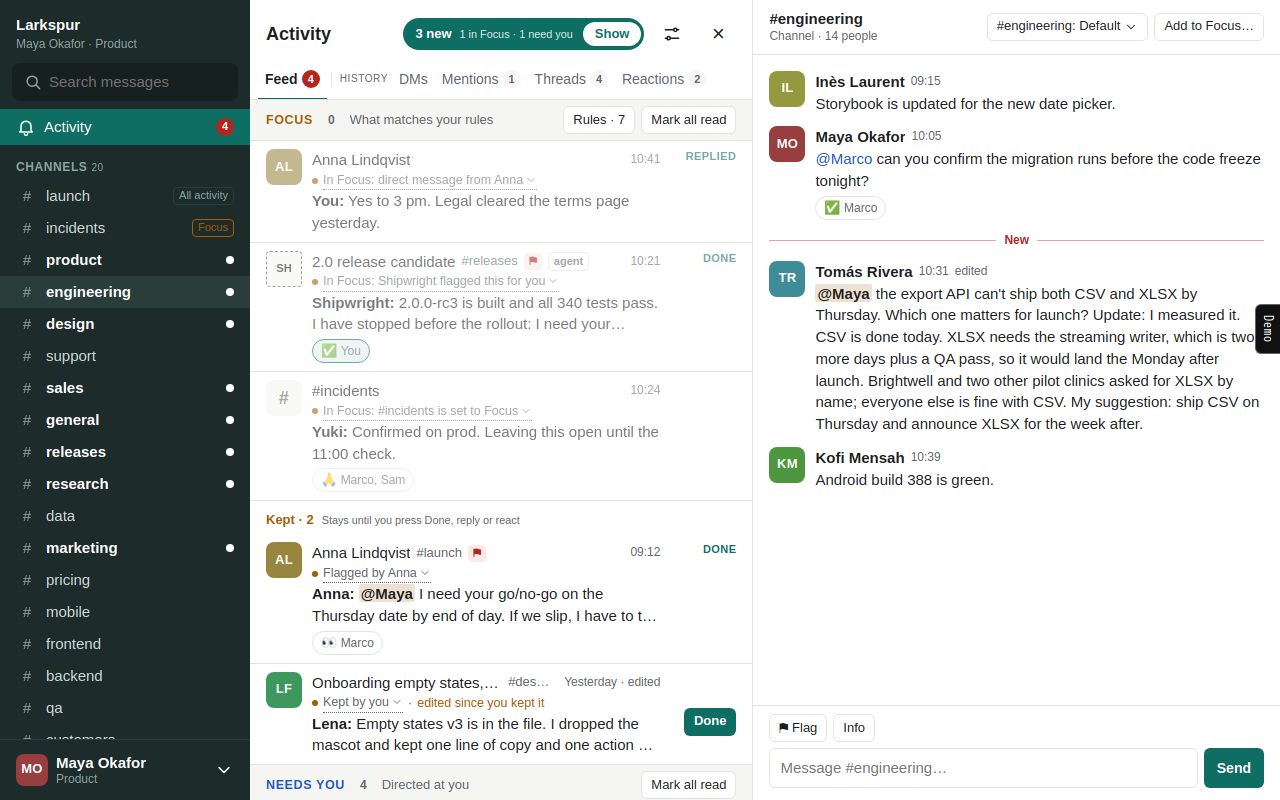 Larkspur
Maya Okafor · Product
Search messages
Activity 4
CHANNELS 20
# launch All activity
# incidents Focus
# product
# engineering
# design
# support
# sales
# general
# releases
# research
# data
# marketing
# pricing
# mobile
# frontend
# backend
# qa
# customers
MO Maya Okafor
Product
Activity
3 new 1 in Focus · 1 need you Show
Feed 4 HISTORY DMs Mentions 1 Threads 4 Reactions 2
FOCUS 0 What matches your rules Rules · 7 Mark all read
AL Anna Lindqvist 10:41 REPLIED
In Focus: direct message from Anna
You: Yes to 3 pm. Legal cleared the terms page
yesterday.
SH 2.0 release candidate #releases agent 10:21 DONE
In Focus: Shipwright flagged this for you
Shipwright: 2.0.0-rc3 is built and all 340 tests pass.
I have stopped before the rollout: I need your…
✅ You
# #incidents 10:24
In Focus: #incidents is set to Focus
Yuki: Confirmed on prod. Leaving this open until the
11:00 check.
🙏 Marco, Sam
Kept · 2 Stays until you press Done, reply or react
AL Anna Lindqvist #launch 09:12 DONE
Flagged by Anna
Anna: @Maya I need your go/no-go on the
Thursday date by end of day. If we slip, I have to t…
👀 Marco
LF Onboarding empty states,… #des… Yesterday · edited
Kept by you · edited since you kept it
Lena: Empty states v3 is in the file. I dropped the
mascot and kept one line of copy and one action …
Done
NEEDS YOU 4 Directed at you Mark all read
#engineering
Channel · 14 people
#engineering: Default Add to Focus…
IL Inès Laurent 09:15
Storybook is updated for the new date picker.
MO Maya Okafor 10:05
@Marco can you confirm the migration runs before the code freeze
tonight?
✅ Marco
New
TR Tomás Rivera 10:31 edited
@Maya the export API can't ship both CSV and XLSX by
Thursday. Which one matters for launch? Update: I measured it.
CSV is done today. XLSX needs the streaming writer, which is two
more days plus a QA pass, so it would land the Monday after
launch. Brightwell and two other pilot clinics asked for XLSX by
name; everyone else is fine with CSV. My suggestion: ship CSV on
Thursday and announce XLSX for the week after.
KM Kofi Mensah 10:39
Android build 388 is green.
Demo
Flag Info
Message #engineering…
Send